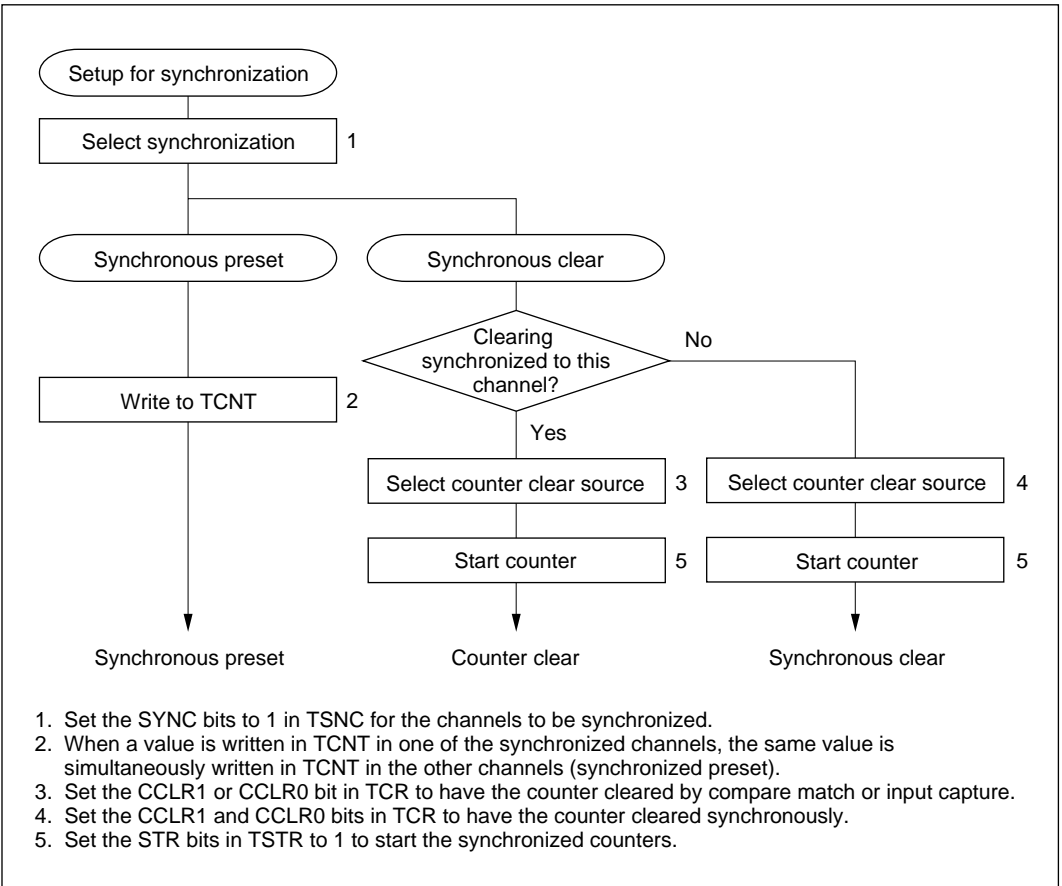 Setup for synchronization
Select synchronization 1
Synchronous preset
Synchronous clear
Clearing
synchronized to this
channel?
No
Write to TCNT 2
Yes
Select counter clear source 3
Select counter clear source 4
Start counter 5
Start counter 5
Synchronous preset
Counter clear
Synchronous clear
1. Set the SYNC bits to 1 in TSNC for the channels to be synchronized.
2. When a value is written in TCNT in one of the synchronized channels, the same value is
simultaneously written in TCNT in the other channels (synchronized preset).
3. Set the CCLR1 or CCLR0 bit in TCR to have the counter cleared by compare match or input capture.
4. Set the CCLR1 and CCLR0 bits in TCR to have the counter cleared synchronously.
5. Set the STR bits in TSTR to 1 to start the synchronized counters.